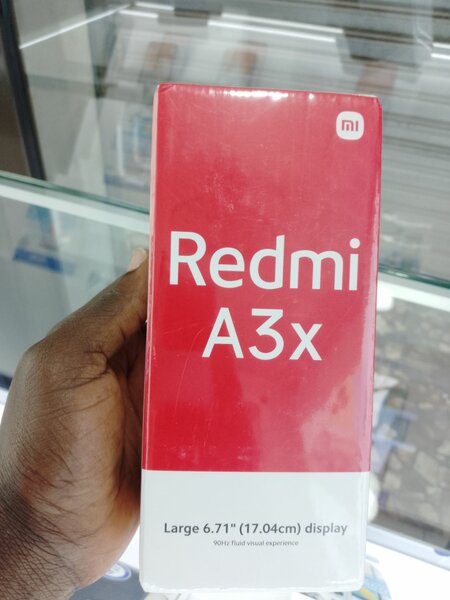 mi
Redmi
A3x
Large 6.71" (17.04cm) display
90Hz fluid visual experience